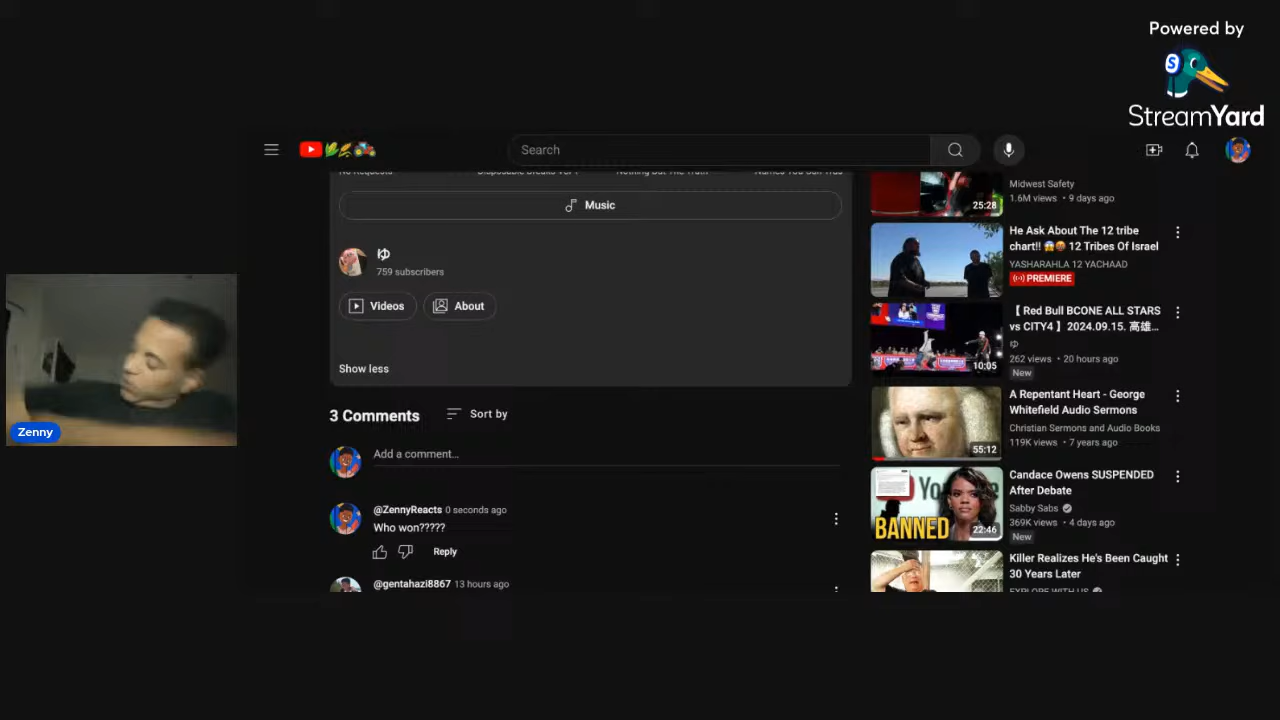 Powered by
StreamYard
Search
Music
ゆ
759 subscribers
Videos
About
Show less
3 Comments
Sort by
Add a comment...
@ZennyReacts 0 seconds ago
Who won?????
Reply
@gentahazi8867 13 hours ago
Zenny
25:28
Midwest Safety
1.6M views • 9 days ago
He Ask About The 12 tribe
chart!! 😱🤬 12 Tribes Of Israel
YASHARAHLA 12 YACHAAD
PREMIERE
10:05
【 Red Bull BCONE ALL STARS
vs CITY4 】2024.09.15. 高雄...
ゆ
262 views • 20 hours ago
New
55:12
A Repentant Heart - George
Whitefield Audio Sermons
Christian Sermons and Audio Books
119K views • 7 years ago
BANNED
22:46
Candace Owens SUSPENDED
After Debate
Sabby Sabs
369K views • 4 days ago
New
Killer Realizes He's Been Caught
30 Years Later
EXPLORE WITH US